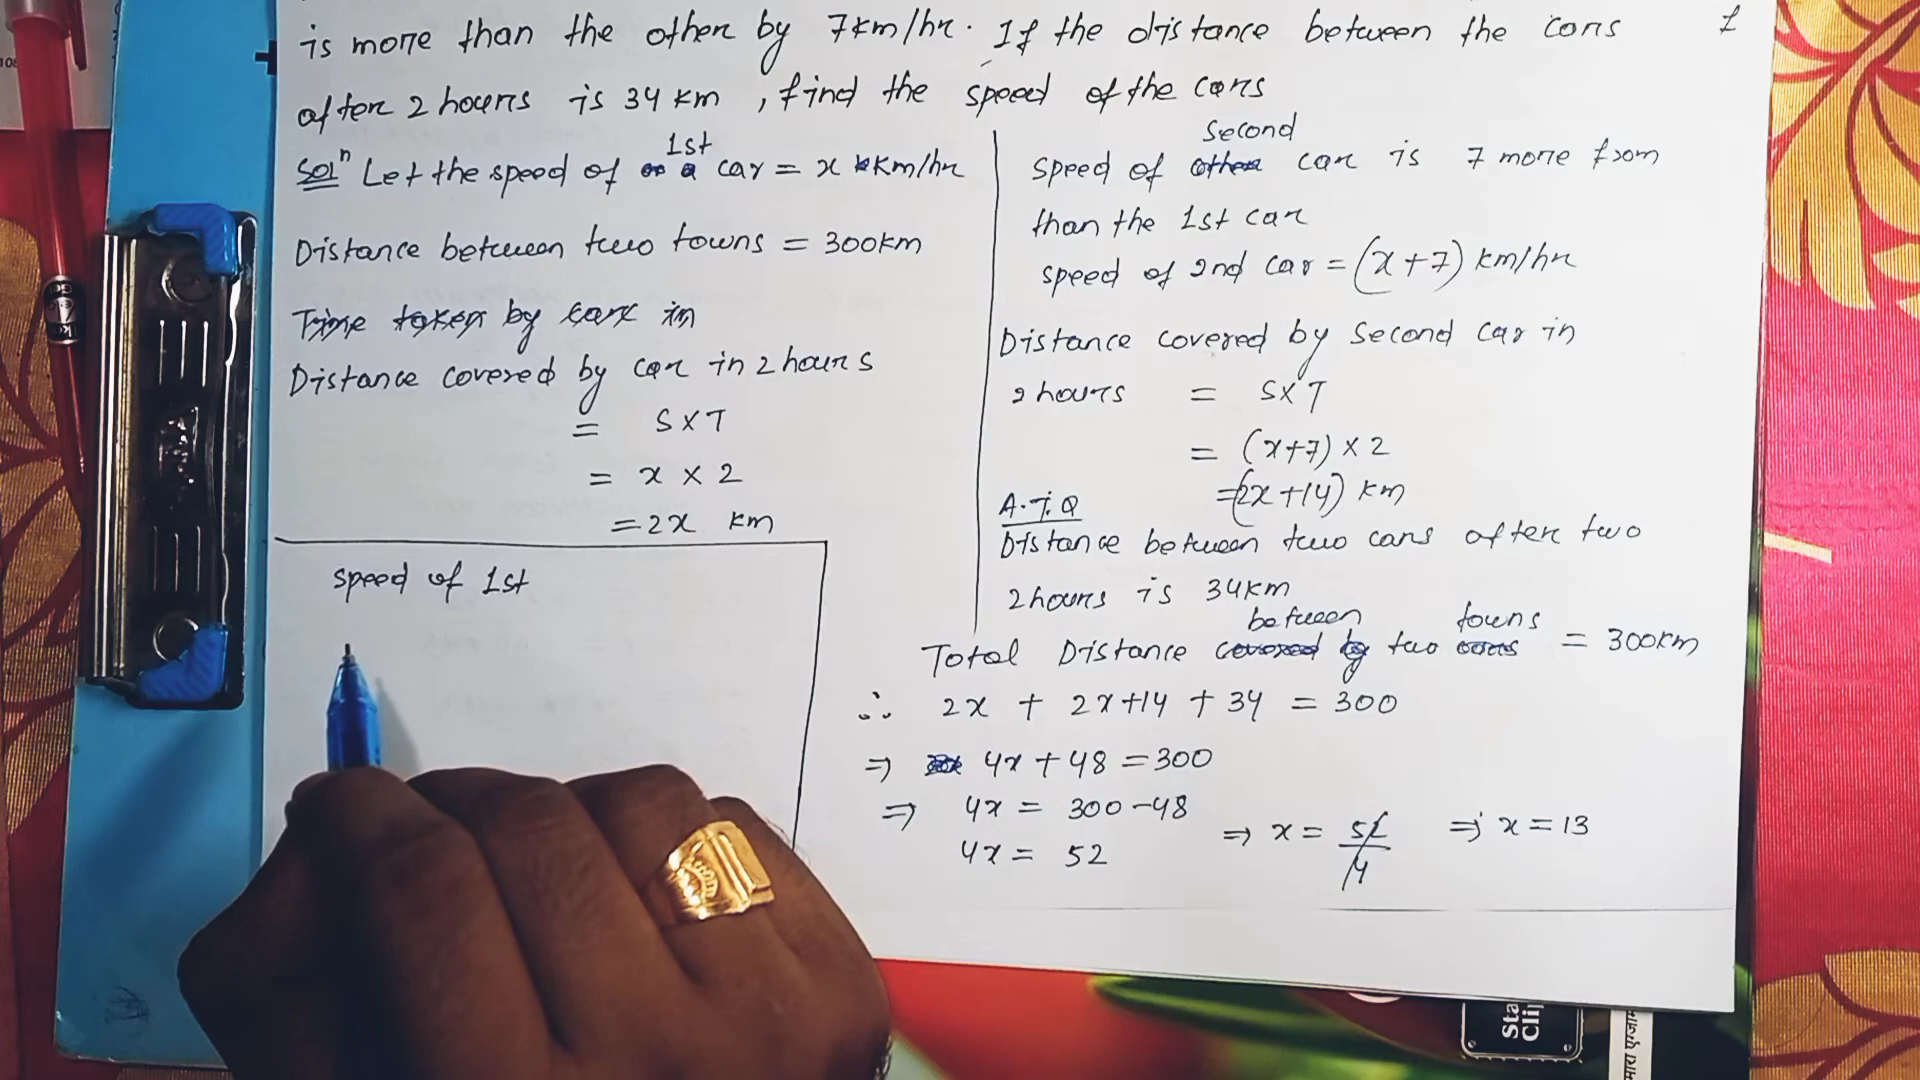 is more than the other by 7km/hr. If the distance between the cars
after 2 hours is 34 km, find the speed of the cars
Solⁿ Let the speed of 1st car = x km/hr
Distance between two towns = 300km
Time taken by car in
Distance covered by car in 2 hours
= S × T
= x × 2
= 2x km
speed of 1st
Speed of second car is 7 more from
than the 1st car
speed of 2nd car = (x+7) km/hr
Distance covered by second car in
2 hours = S×T
= (x+7) × 2
= (2x+14) km
A.T.Q
Distance between two cars after two
2 hours is 34km
Total Distance between two towns = 300km
∴ 2x + 2x+14 + 34 = 300
⇒ 4x + 48 = 300
⇒ 4x = 300-48
4x = 52
⇒ x = 52/4 ⇒ x = 13
Sta
Cli